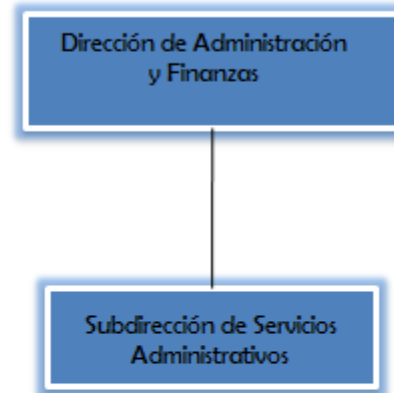 Dirección de Administración
y Finanzas
Subdirección de Servicios
Administrativos